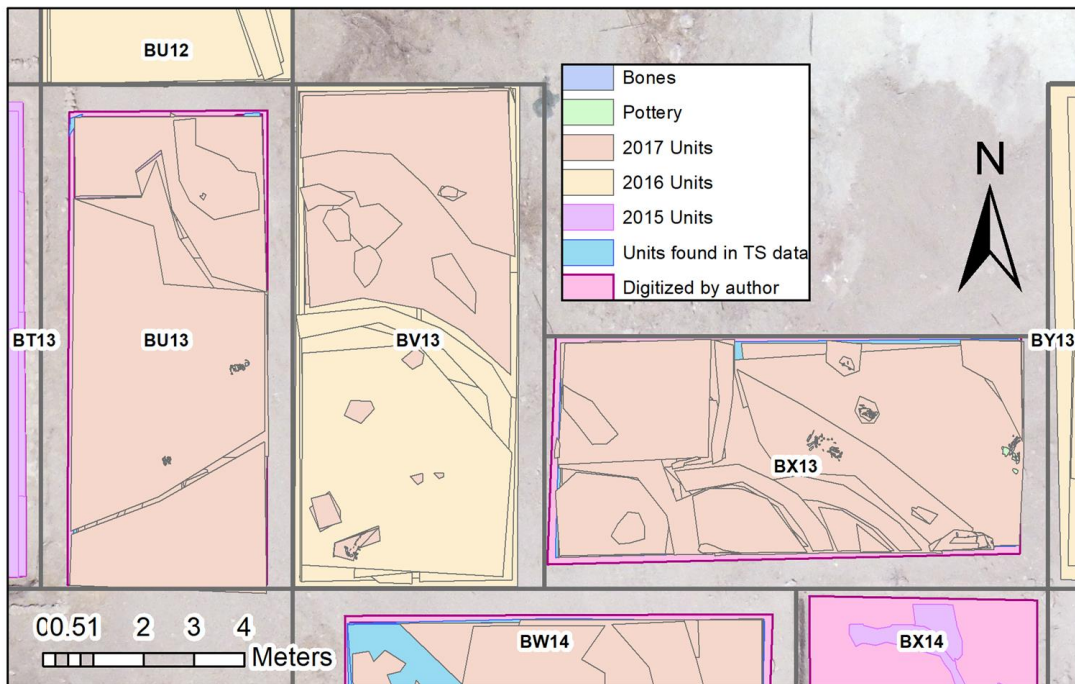 BU12
Bones
Pottery
2017 Units
2016 Units
2015 Units
Units found in TS data
Digitized by author
N
BT13
BU13
BV13
BY13
BX13
BW14
BX14
00.51 2 3 4
Meters